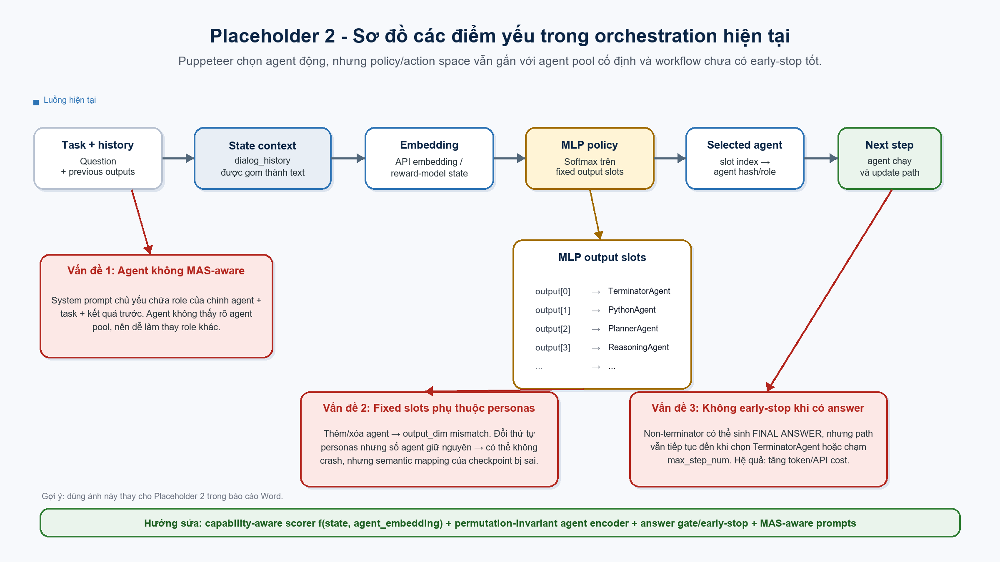 Placeholder 2 - Sơ đồ các điểm yếu trong orchestration hiện tại
Puppeteer chọn agent động, nhưng policy/action space vẫn gắn với agent pool cố định và workflow chưa có early-stop tốt.
Luồng hiện tại
Task + history
Question
+ previous outputs
State context
dialog_history
được gom thành text
Embedding
API embedding /
reward-model state
MLP policy
Softmax trên
fixed output slots
Selected agent
slot index →
agent hash/role
Next step
agent chạy
và update path
Vấn đề 1: Agent không MAS-aware
System prompt chủ yếu chứa role của chính agent +
task + kết quả trước. Agent không thấy rõ agent
pool, nên dễ làm thay role khác.
MLP output slots
output[0] → TerminatorAgent
output[1] → PythonAgent
output[2] → PlannerAgent
output[3] → ReasoningAgent
... → ...
Vấn đề 2: Fixed slots phụ thuộc personas
Thêm/xóa agent → output_dim mismatch. Đổi thứ tự
personas nhưng số agent giữ nguyên → có thể không
crash, nhưng semantic mapping của checkpoint bị sai.
Vấn đề 3: Không early-stop khi có answer
Non-terminator có thể sinh FINAL ANSWER, nhưng path
vẫn tiếp tục đến khi chọn TerminatorAgent hoặc chạm
max_step_num. Hệ quả: tăng token/API cost.
Gợi ý: dùng ảnh này thay cho Placeholder 2 trong báo cáo Word.
Hướng sửa: capability-aware scorer f(state, agent_embedding) + permutation-invariant agent encoder + answer gate/early-stop + MAS-aware prompts